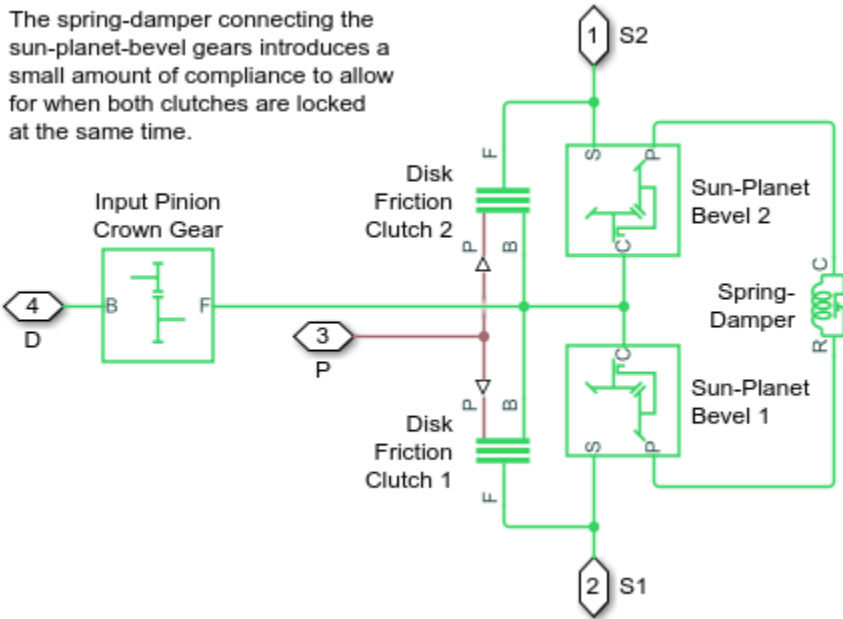 The spring-damper connecting the
sun-planet-bevel gears introduces a
small amount of compliance to allow
for when both clutches are locked
at the same time.
1
S2
F
S
P
Disk
Friction
Clutch 2
Sun-Planet
Bevel 2
Input Pinion
Crown Gear
P
B
C
C
4
B
F
Spring-
Damper
D
3
P
R
C
P
B
Sun-Planet
Bevel 1
Disk
Friction
Clutch 1
S
P
F
2
S1